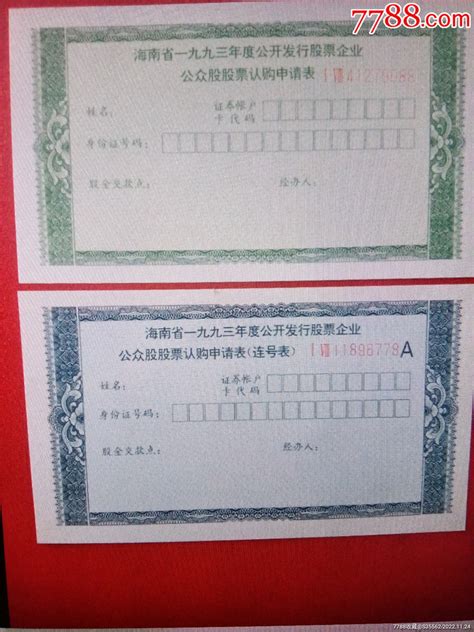 7788.com
海南省一九九三年度公开发行股票企业
公众股股票认购申请表
姓名：
证券帐户
卡代码
身份证号码：
股金交款点：
经办人：
海南省一九九三年度公开发行股票企业
公众股股票认购申请表（连号表）
11896778A
姓名：
证券帐户
卡代码
身份证号码：
股金交款点：
经办人：